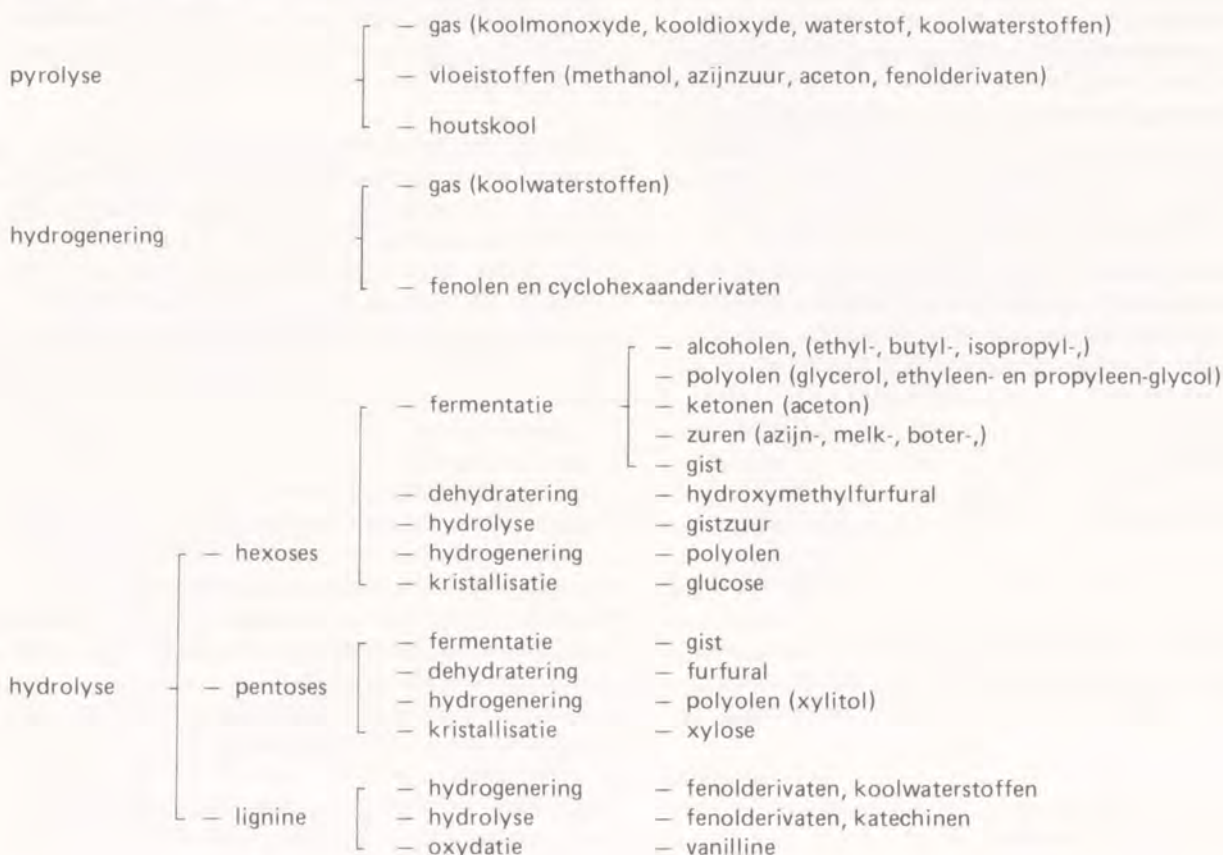 — gas (koolmonoxyde, kooldioxyde, waterstof, koolwaterstoffen)
pyrolyse — vloeistoffen (methanol, azijnzuur, aceton, fenolderivaten)
— houtskool
— gas (koolwaterstoffen)
hydrogenering
— fenolen en cyclohexaanderivaten
— alcoholen, (ethyl-, butyl-, isopropyl-,)
— polyolen (glycerol, ethyleen- en propyleen-glycol)
— fermentatie — ketonen (aceton)
— zuren (azijn-, melk-, boter-,)
— gist
— dehydratering — hydroxymethylfurfural
— hydrolyse — gistzuur
— hexoses — hydrogenering — polyolen
— kristallisatie — glucose
— fermentatie — gist
— dehydratering — furfural
hydrolyse — pentoses — hydrogenering — polyolen (xylitol)
— kristallisatie — xylose
— hydrogenering — fenolderivaten, koolwaterstoffen
— lignine — hydrolyse — fenolderivaten, katechinen
— oxydatie — vanilline